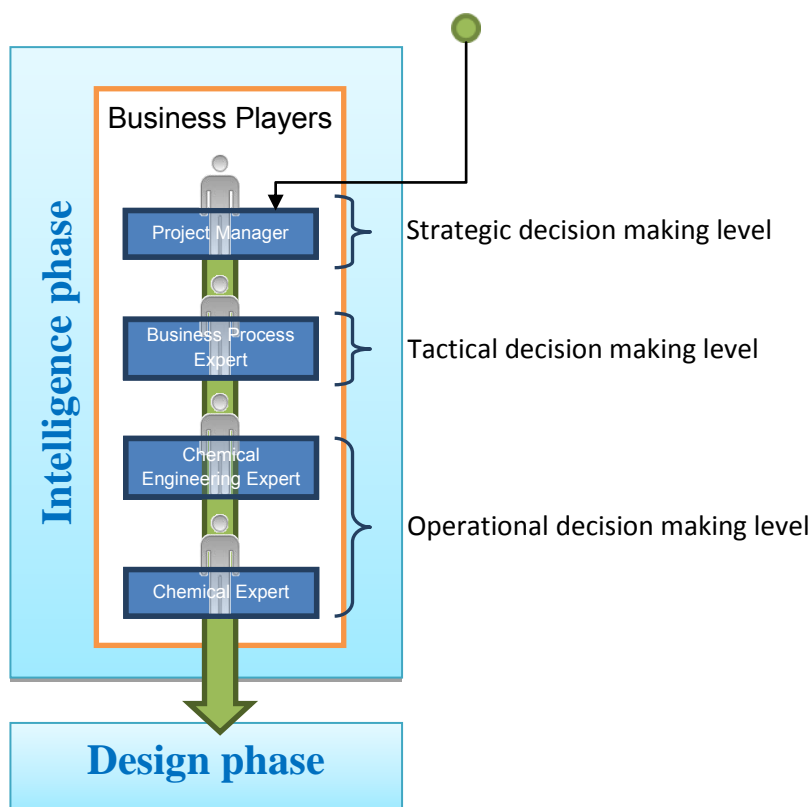 Business Players
Intelligence phase
Project Manager
Strategic decision making level
Business Process
Expert
Tactical decision making level
Chemical
Engineering Expert
Operational decision making level
Chemical Expert
Design phase